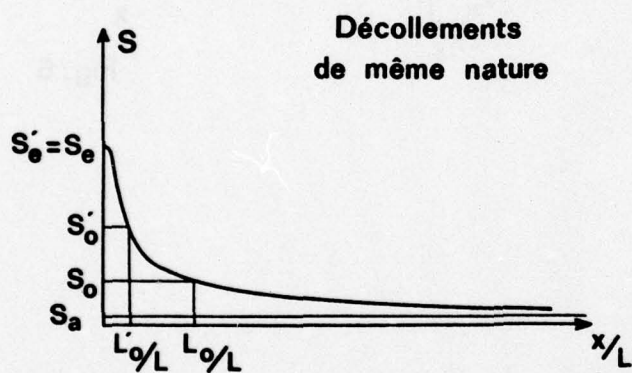 Décollements
de même nature
S
S'e = Se
S'o
So
Sa
L'o/L
Lo/L
x/L